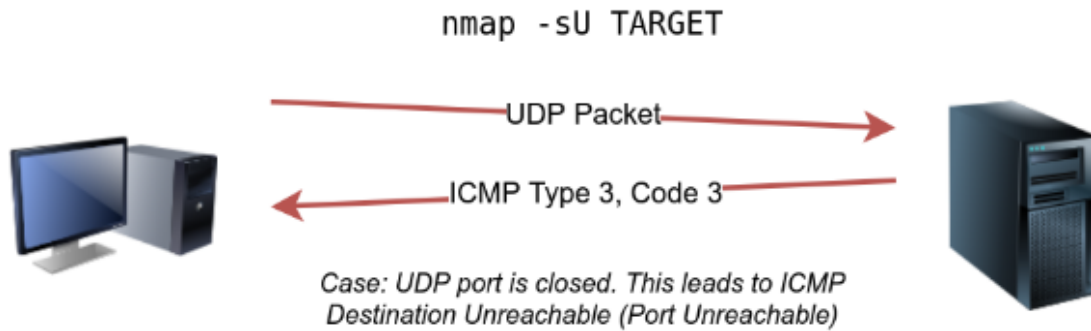 nmap -sU TARGET
UDP Packet
ICMP Type 3, Code 3
Case: UDP port is closed. This leads to ICMP
Destination Unreachable (Port Unreachable)